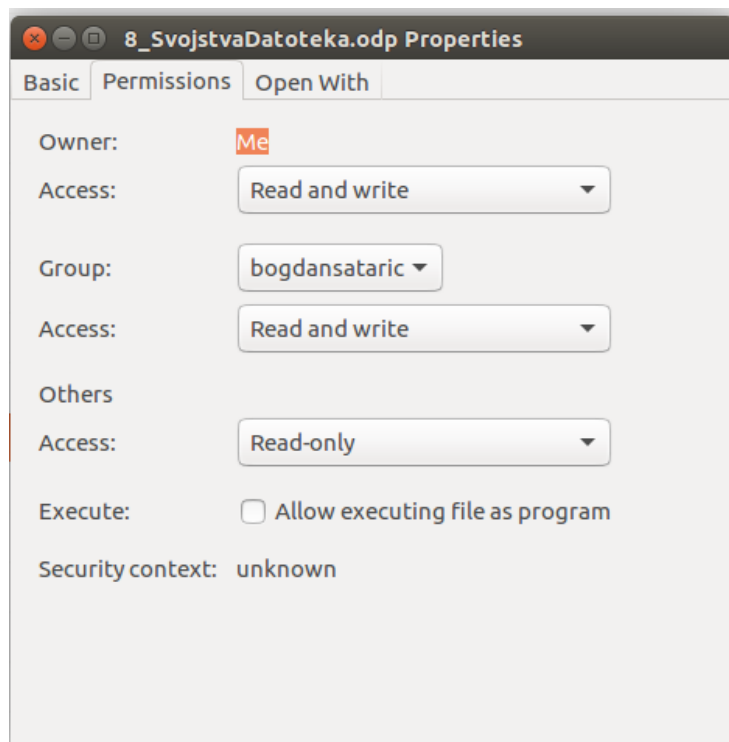 8_SvojstvaDatoteka.odp Properties
Basic Permissions Open With
Owner: Me
Access: Read and write
Group: bogdansataric
Access: Read and write
Others
Access: Read-only
Execute: Allow executing file as program
Security context: unknown